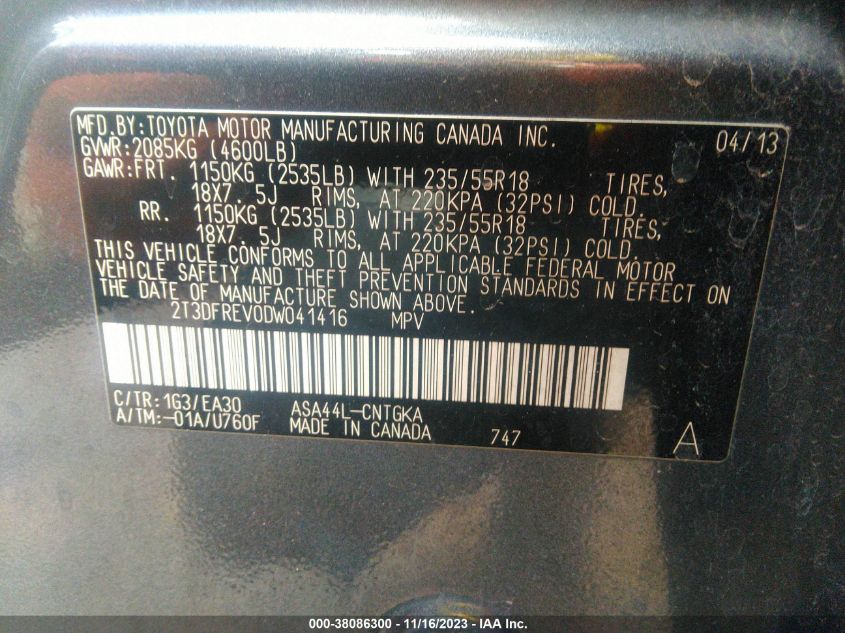 MFD.BY:TOYOTA MOTOR MANUFACTURING CANADA INC. 04/13
GVWR:2085KG (4600LB)
GAWR:FRT. 1150KG (2535LB) WITH 235/55R18 TIRES,
18X7. 5J RIMS, AT 220KPA (32PSI) COLD.
RR. 1150KG (2535LB) WITH 235/55R18 TIRES,
18X7. 5J RIMS, AT 220KPA (32PSI) COLD.
THIS VEHICLE CONFORMS TO ALL APPLICABLE FEDERAL MOTOR
VEHICLE SAFETY AND THEFT PREVENTION STANDARDS IN EFFECT ON
THE DATE OF MANUFACTURE SHOWN ABOVE.
2T3DFREV0DW041416 MPV
C/TR:1G3/EA30 ASA44L-CNTGKA
A/TM:-01A/U760F MADE IN CANADA 747 A
000-38086300 - 11/16/2023 - IAA Inc.